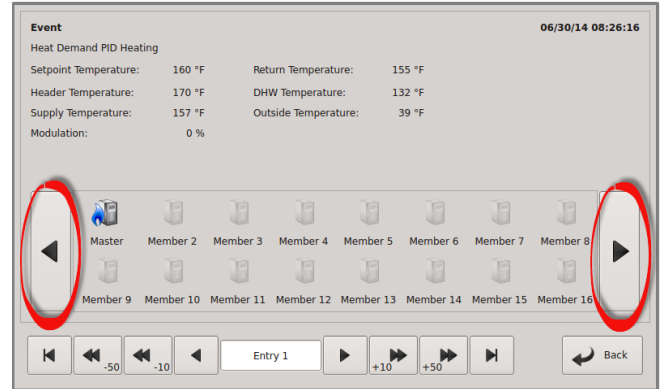 Event 06/30/14 08:26:16
Heat Demand PID Heating
Setpoint Temperature: 160 °F Return Temperature: 155 °F
Header Temperature: 170 °F DHW Temperature: 132 °F
Supply Temperature: 157 °F Outside Temperature: 39 °F
Modulation: 0 %
Master Member 2 Member 3 Member 4 Member 5 Member 6 Member 7 Member 8
Member 9 Member 10 Member 11 Member 12 Member 13 Member 14 Member 15 Member 16
-50 -10 Entry 1 +10 +50 Back